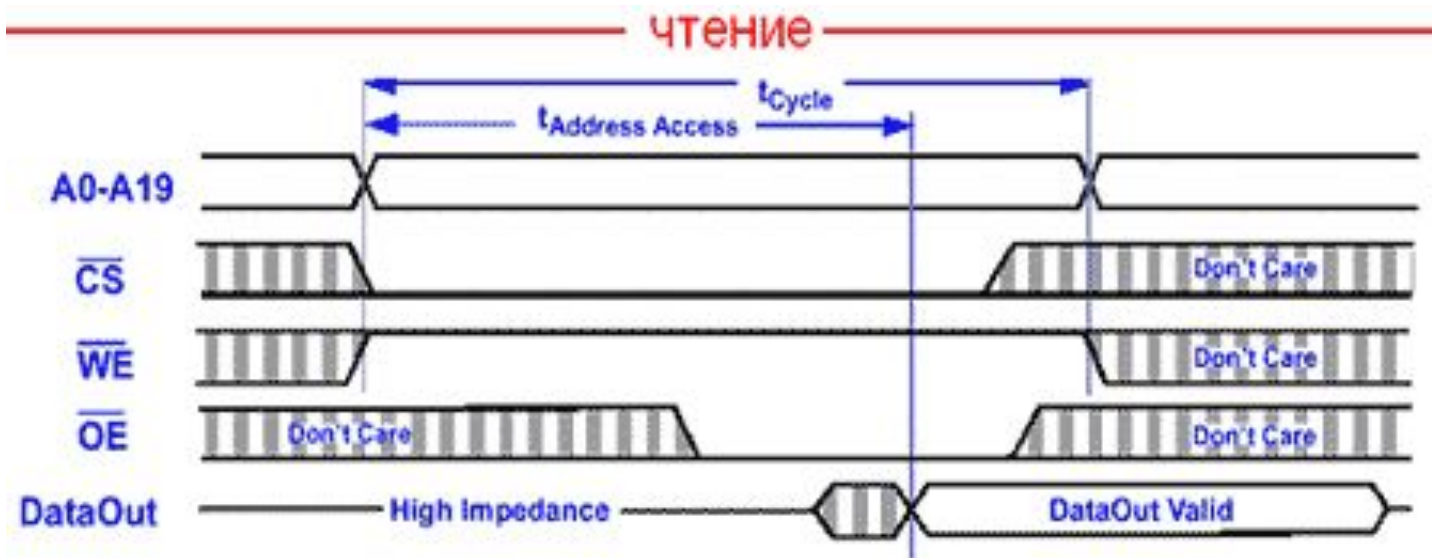 чтение
tCycle
tAddress Access
A0-A19
CS Don't Care
WE Don't Care
OE Don't Care Don't Care
DataOut High Impedance DataOut Valid